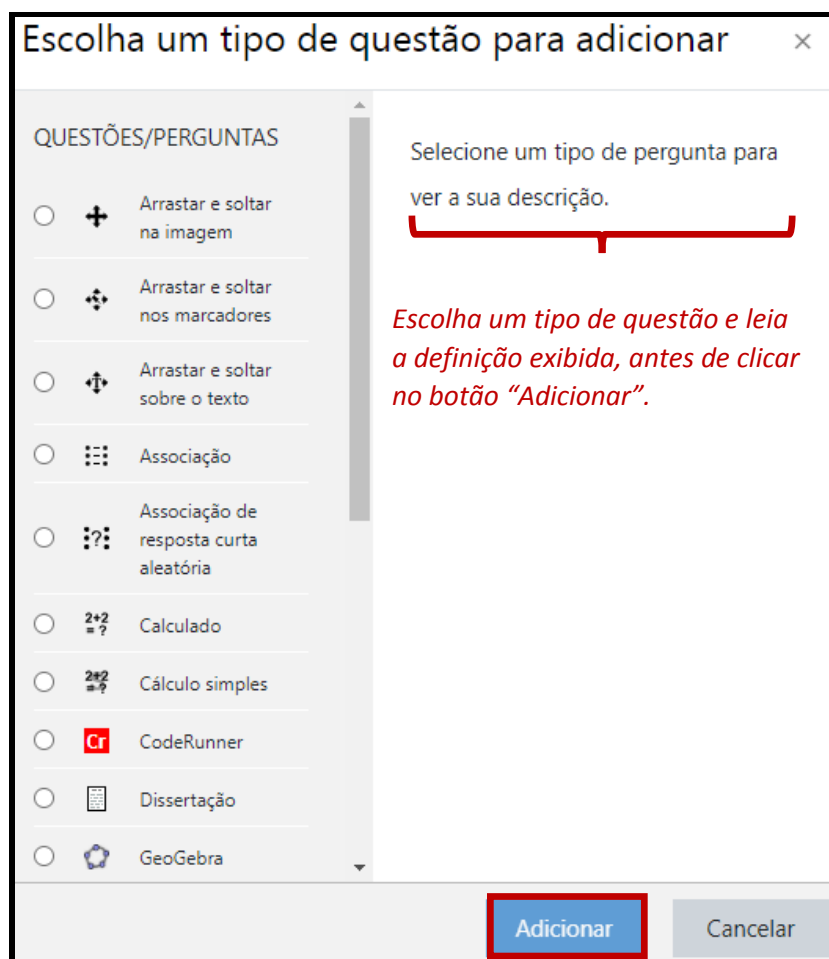 Escolha um tipo de questão para adicionar ×
QUESTÕES/PERGUNTAS
Arrastar e soltar
na imagem
Arrastar e soltar
nos marcadores
Arrastar e soltar
sobre o texto
Associação
Associação de
resposta curta
aleatória
2+2
= ?
Calculado
2+2
= ?
Cálculo simples
Cr CodeRunner
Dissertação
GeoGebra
Selecione um tipo de pergunta para
ver a sua descrição.
Escolha um tipo de questão e leia
a definição exibida, antes de clicar
no botão “Adicionar”.
Adicionar
Cancelar